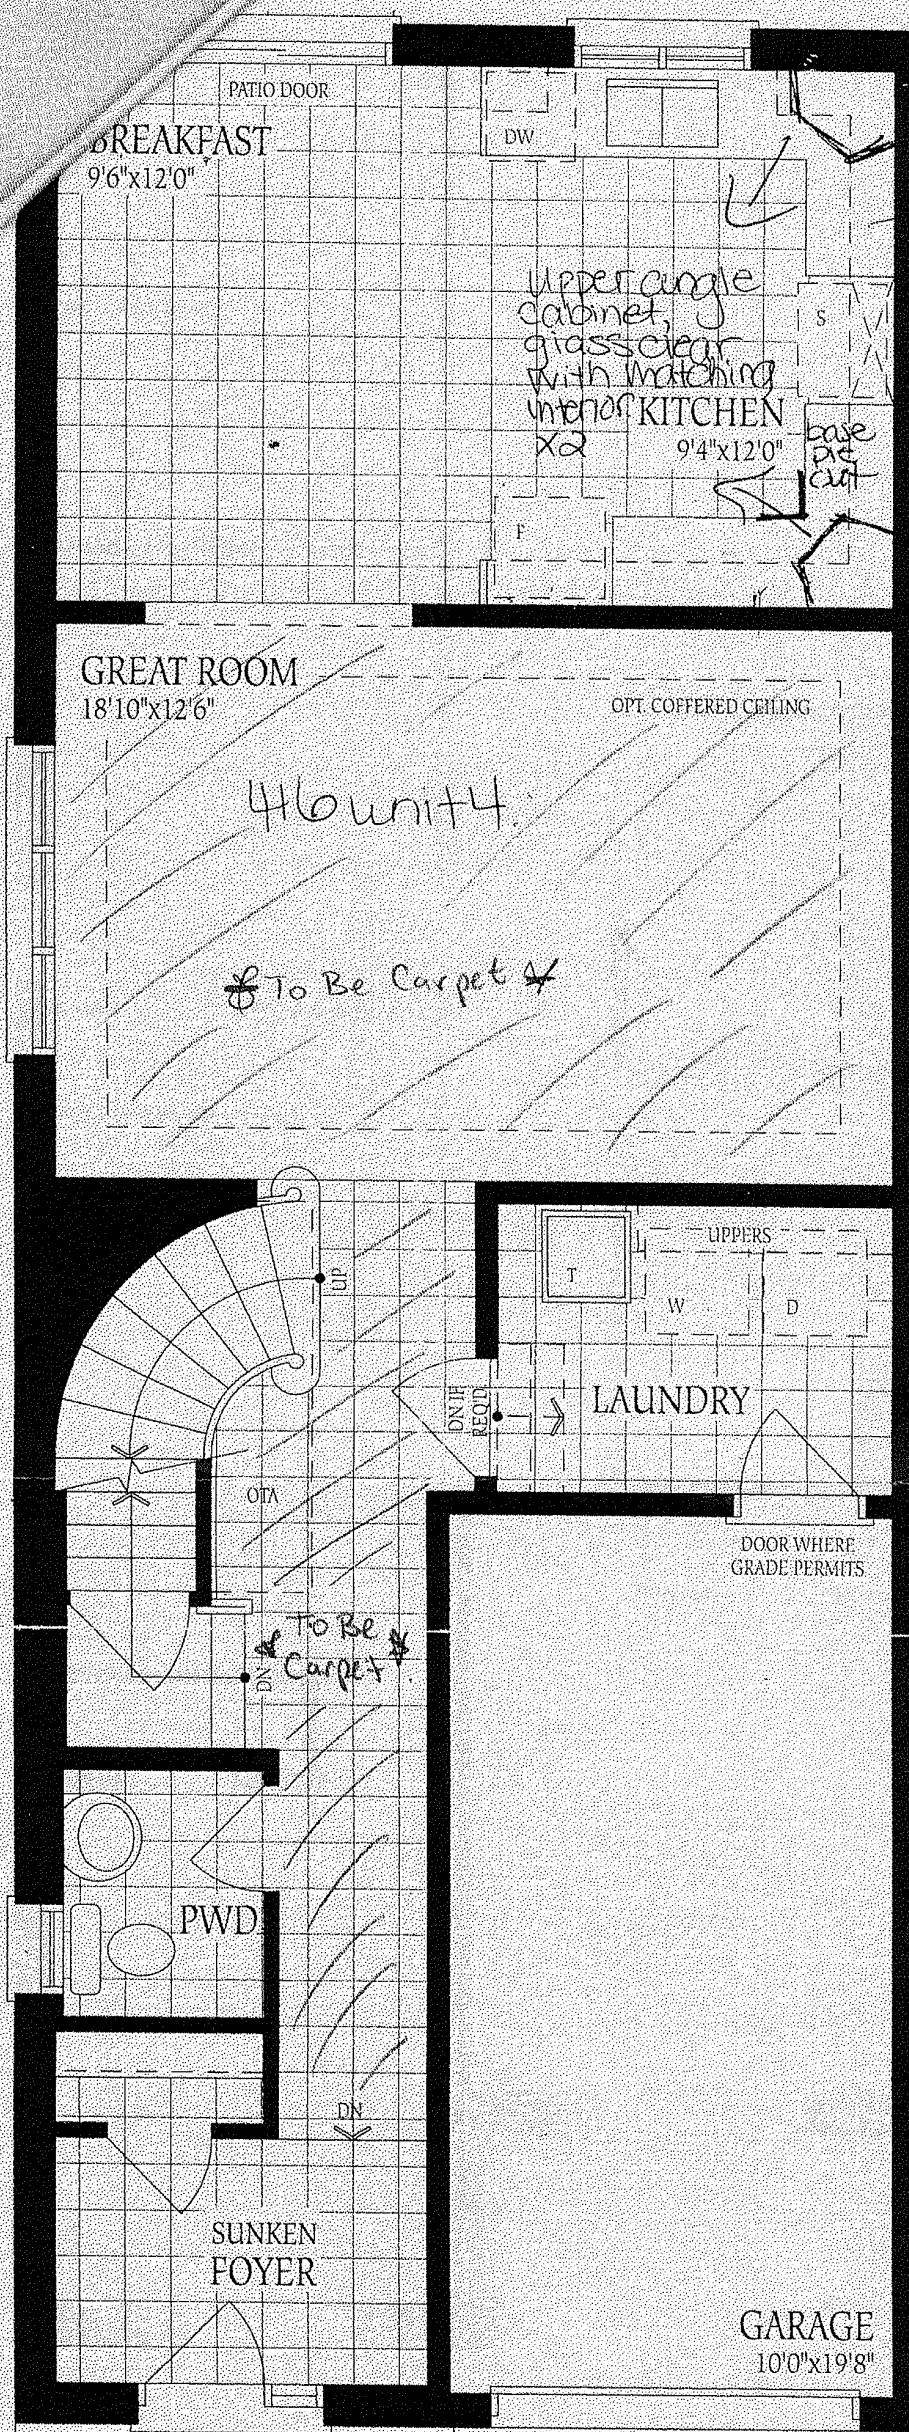 PATIO DOOR
BREAKFAST
9'6"x12'0"
DW
Upper angle
cabinet,
glass clear
with matching
interior
x2
S
KITCHEN
9'4"x12'0"
base
pie
cut
F
GREAT ROOM
18'10"x12'6"
OPT. COFFERED CEILING
416 unit 4.
To Be Carpet
UP
UPPERS
T
W
D
DN IF
REQ'D
LAUNDRY
OTA
DOOR WHERE
GRADE PERMITS
To Be
Carpet
DN
PWD.
DN
SUNKEN
FOYER
GARAGE
10'0"x19'8"